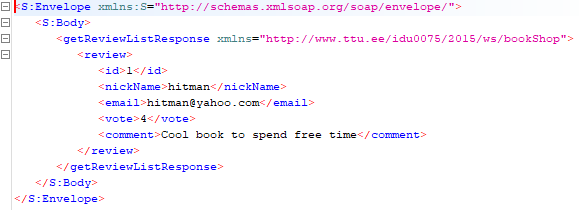 <S:Envelope xmlns:S="http://schemas.xmlsoap.org/soap/envelope/">
<S:Body>
<getReviewListResponse xmlns="http://www.ttu.ee/idu0075/2015/ws/bookShop">
<review>
<id>1</id>
<nickName>hitman</nickName>
<email>hitman@yahoo.com</email>
<vote>4</vote>
<comment>Cool book to spend free time</comment>
</review>
</getReviewListResponse>
</S:Body>
</S:Envelope>